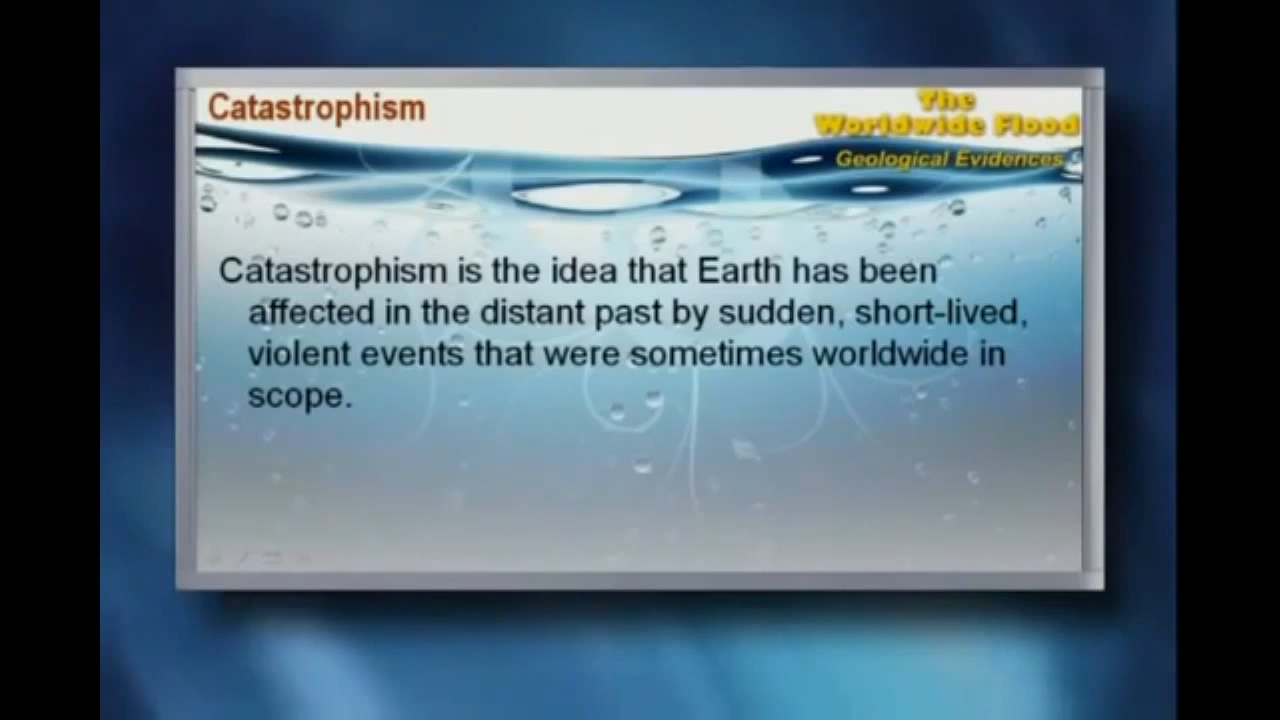 Catastrophism
The
Worldwide Flood
Geological Evidences
Catastrophism is the idea that Earth has been
affected in the distant past by sudden, short-lived,
violent events that were sometimes worldwide in
scope.